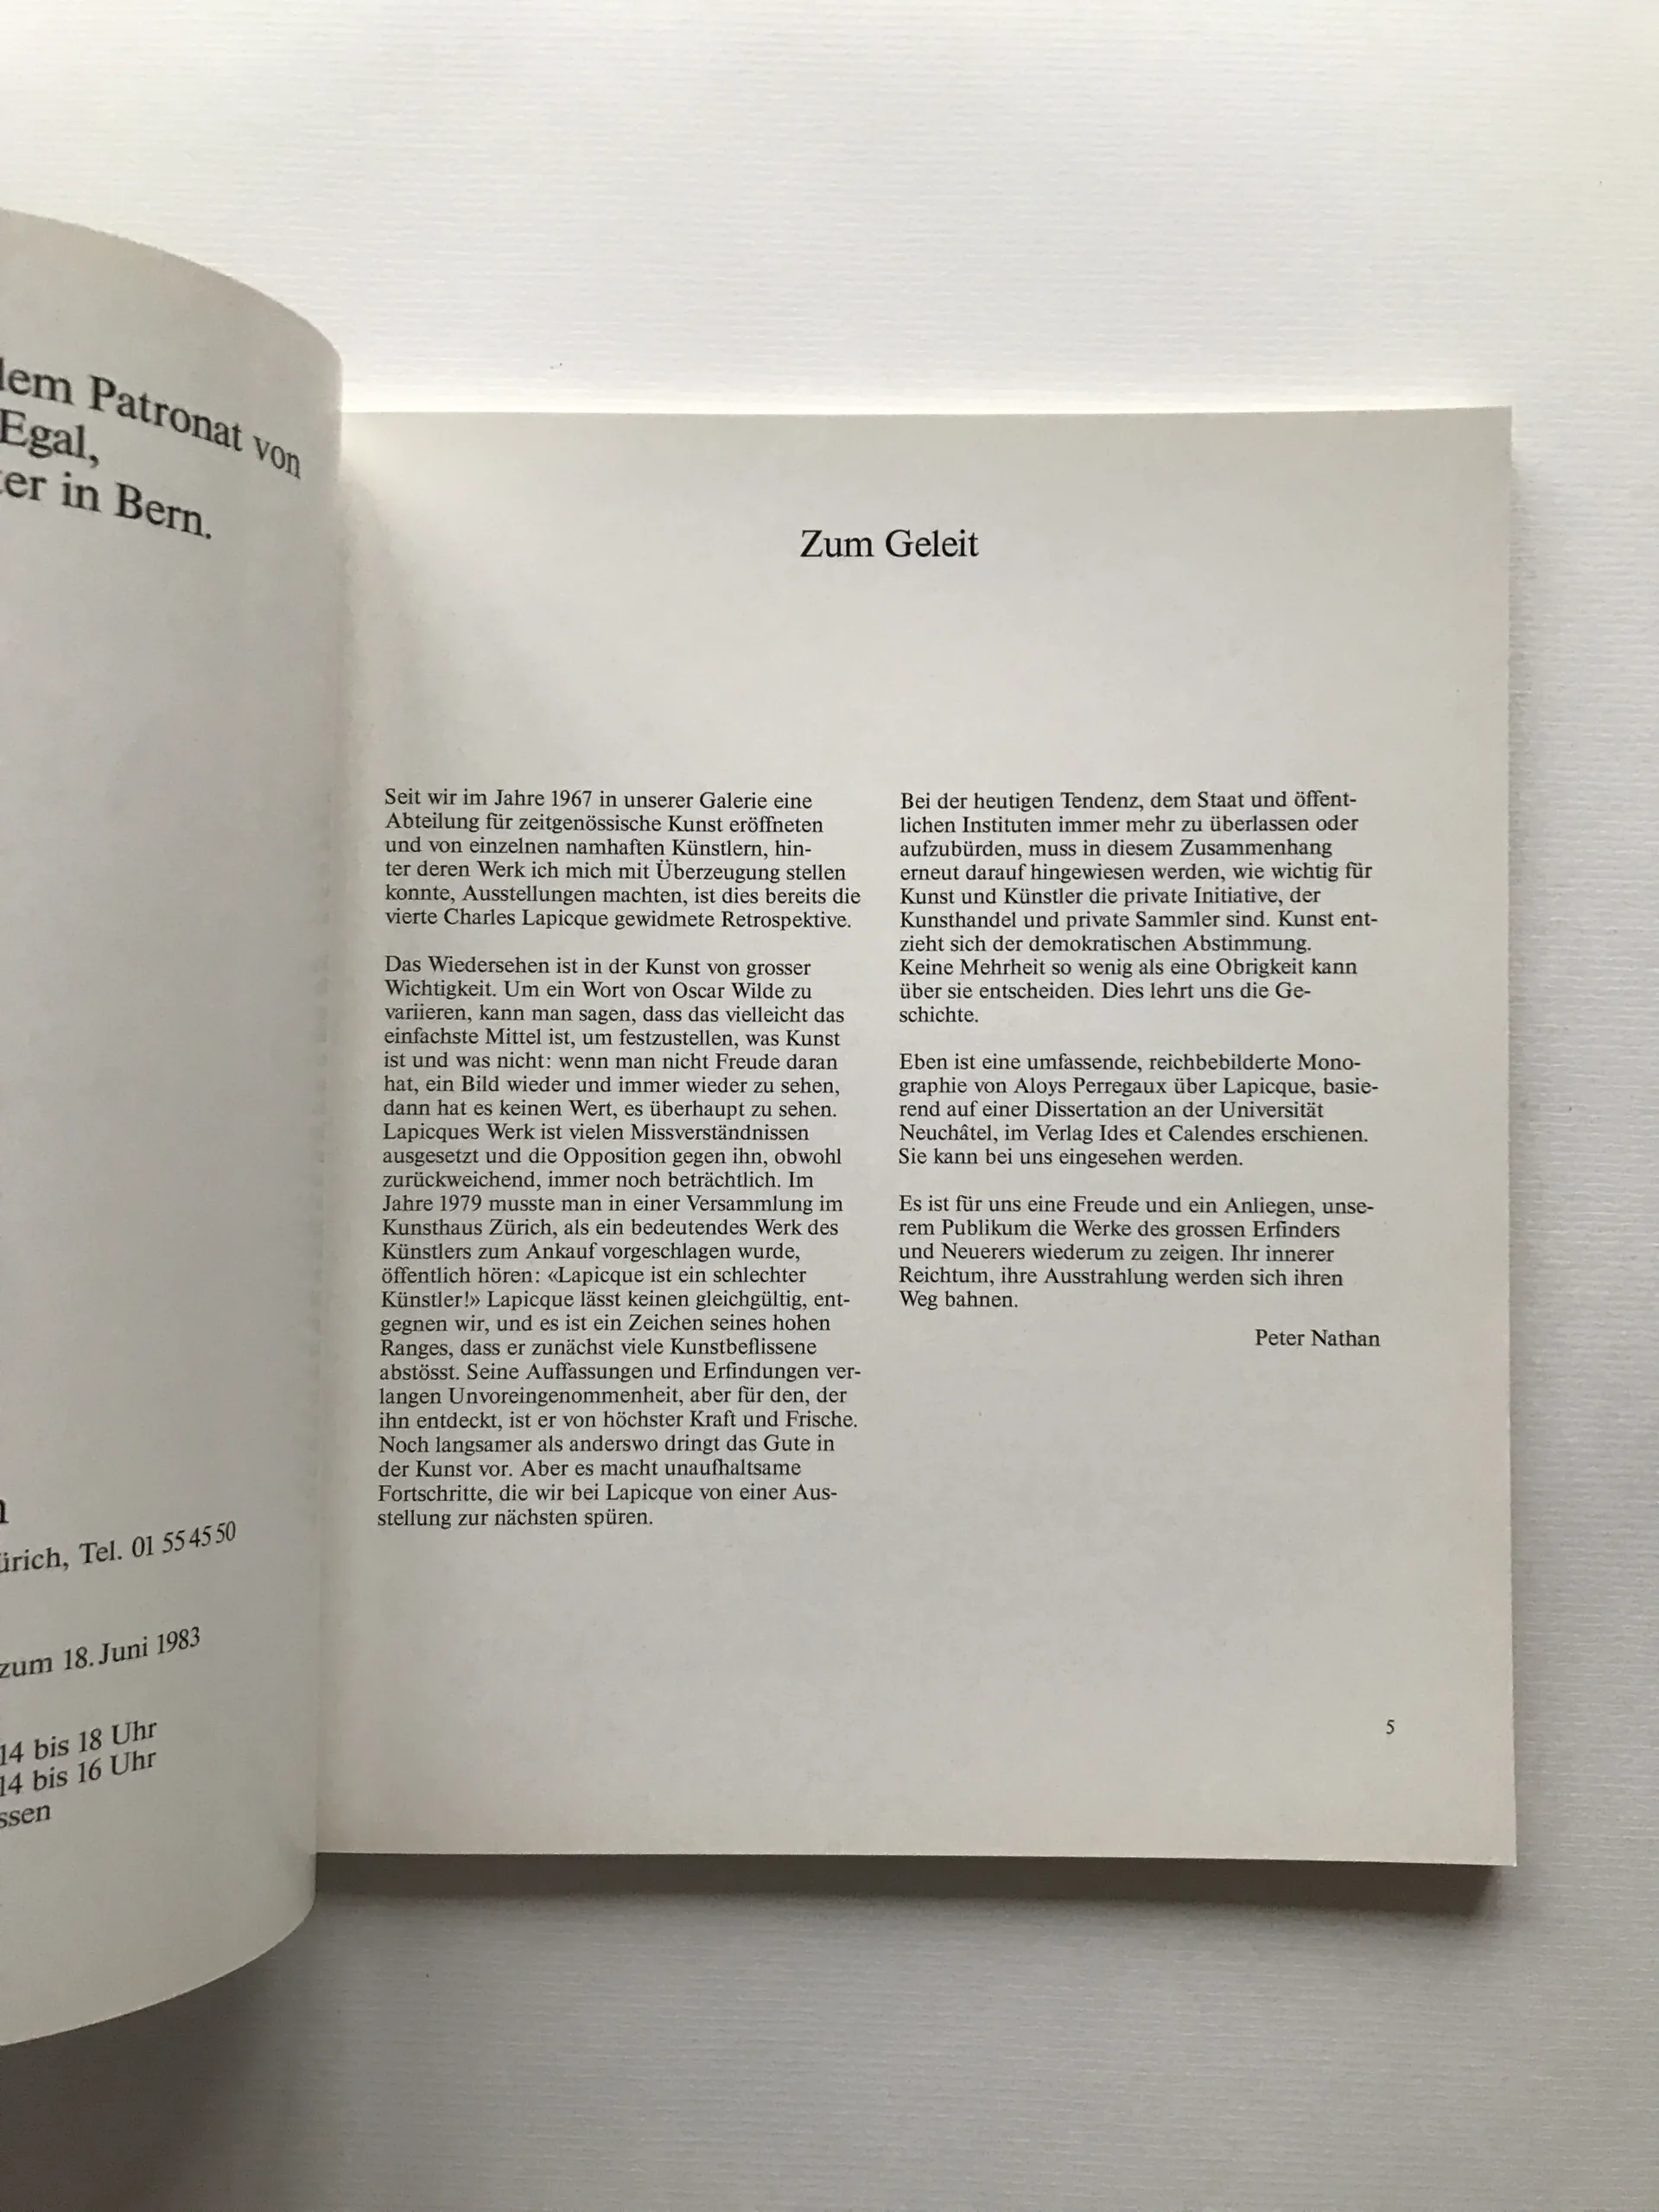 dem Patronat von
Egal,
er in Bern.
ürich, Tel. 01 55 45 50
zum 18. Juni 1983
14 bis 18 Uhr
14 bis 16 Uhr
ssen
Zum Geleit
Seit wir im Jahre 1967 in unserer Galerie eine
Abteilung für zeitgenössische Kunst eröffneten
und von einzelnen namhaften Künstlern, hin-
ter deren Werk ich mich mit Überzeugung stellen
konnte, Ausstellungen machten, ist dies bereits die
vierte Charles Lapicque gewidmete Retrospektive.
Das Wiedersehen ist in der Kunst von grosser
Wichtigkeit. Um ein Wort von Oscar Wilde zu
variieren, kann man sagen, dass das vielleicht das
einfachste Mittel ist, um festzustellen, was Kunst
ist und was nicht: wenn man nicht Freude daran
hat, ein Bild wieder und immer wieder zu sehen,
dann hat es keinen Wert, es überhaupt zu sehen.
Lapicques Werk ist vielen Missverständnissen
ausgesetzt und die Opposition gegen ihn, obwohl
zurückweichend, immer noch beträchtlich. Im
Jahre 1979 musste man in einer Versammlung im
Kunsthaus Zürich, als ein bedeutendes Werk des
Künstlers zum Ankauf vorgeschlagen wurde,
öffentlich hören: «Lapicque ist ein schlechter
Künstler!» Lapicque lässt keinen gleichgültig, ent-
gegnen wir, und es ist ein Zeichen seines hohen
Ranges, dass er zunächst viele Kunstbeflissene
abstösst. Seine Auffassungen und Erfindungen ver-
langen Unvoreingenommenheit, aber für den, der
ihn entdeckt, ist er von höchster Kraft und Frische.
Noch langsamer als anderswo dringt das Gute in
der Kunst vor. Aber es macht unaufhaltsame
Fortschritte, die wir bei Lapicque von einer Aus-
stellung zur nächsten spüren.
Bei der heutigen Tendenz, dem Staat und öffent-
lichen Instituten immer mehr zu überlassen oder
aufzubürden, muss in diesem Zusammenhang
erneut darauf hingewiesen werden, wie wichtig für
Kunst und Künstler die private Initiative, der
Kunsthandel und private Sammler sind. Kunst ent-
zieht sich der demokratischen Abstimmung.
Keine Mehrheit so wenig als eine Obrigkeit kann
über sie entscheiden. Dies lehrt uns die Ge-
schichte.
Eben ist eine umfassende, reichbebilderte Mono-
graphie von Aloys Perregaux über Lapicque, basie-
rend auf einer Dissertation an der Universität
Neuchâtel, im Verlag Ides et Calendes erschienen.
Sie kann bei uns eingesehen werden.
Es ist für uns eine Freude und ein Anliegen, unse-
rem Publikum die Werke des grossen Erfinders
und Neuerers wiederum zu zeigen. Ihr innerer
Reichtum, ihre Ausstrahlung werden sich ihren
Weg bahnen.
Peter Nathan
5